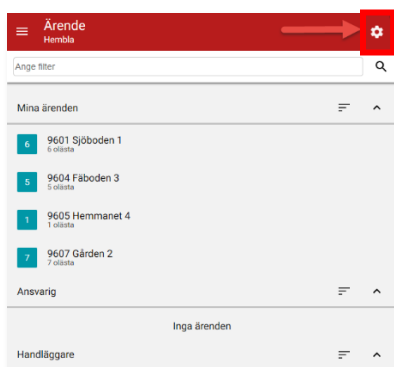 Ärende
Hembla
Ange filter
Mina ärenden
6
9601 Sjöboden 1
6 olästa
5
9604 Fäboden 3
5 olästa
1
9605 Hemmanet 4
1 olästa
7
9607 Gården 2
7 olästa
Ansvarig
Inga ärenden
Handläggare